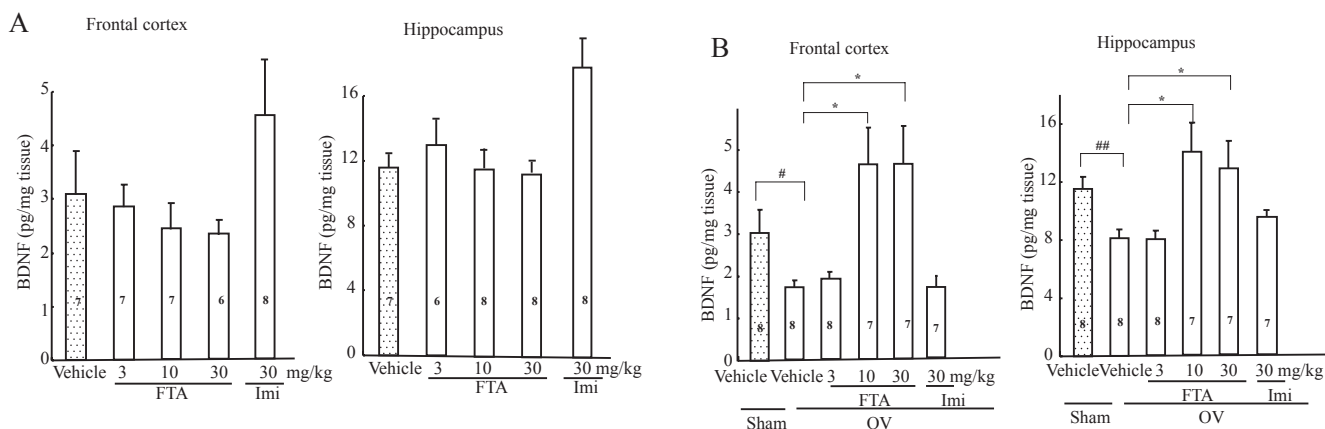 A
Frontal cortex
BDNF (pg/mg tissue)
5
4
3
2
1
0
7
7
7
6
8
Vehicle 3 10 30 30 mg/kg
FTA Imi
Hippocampus
BDNF (pg/mg tissue)
16
12
8
4
0
7
6
8
8
8
Vehicle 3 10 30 30 mg/kg
FTA Imi
B
Frontal cortex
BDNF (pg/mg tissue)
5
4
3
2
1
0
*
*
#
8
8
8
7
7
7
Vehicle Vehicle 3 10 30 30 mg/kg
FTA Imi
Sham OV
Hippocampus
BDNF (pg/mg tissue)
16
12
8
4
0
*
*
##
8
8
8
7
7
7
Vehicle Vehicle 3 10 30 30 mg/kg
FTA Imi
Sham OV